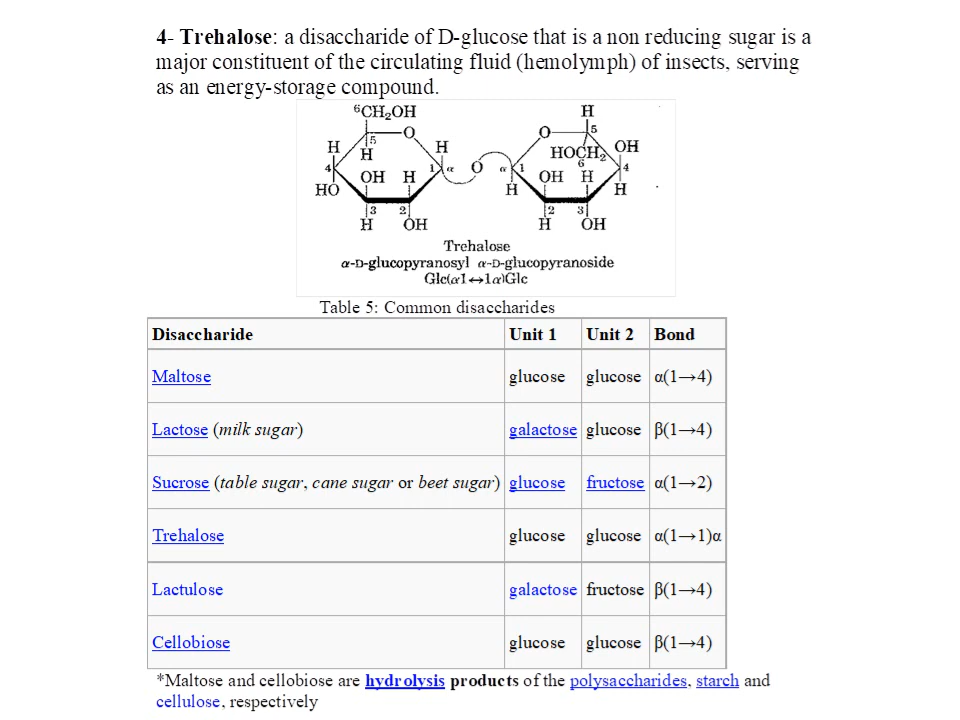 4- Trehalose: a disaccharide of D-glucose that is a non reducing sugar is a
major constituent of the circulating fluid (hemolymph) of insects, serving
as an energy-storage compound.
⁶CH₂OH H
O O 5
5 HOCH₂ OH
H H H 6
4 1 α O α 1 4
OH H OH H
HO H H
3 2 2 3
H OH H OH
Trehalose
α-D-glucopyranosyl α-D-glucopyranoside
Glc(α1↔1α)Glc
Table 5: Common disaccharides
Disaccharide Unit 1 Unit 2 Bond
Maltose glucose glucose α(1→4)
Lactose (milk sugar) galactose glucose β(1→4)
Sucrose (table sugar, cane sugar or beet sugar) glucose fructose α(1→2)
Trehalose glucose glucose α(1→1)α
Lactulose galactose fructose β(1→4)
Cellobiose glucose glucose β(1→4)
*Maltose and cellobiose are hydrolysis products of the polysaccharides, starch and
cellulose, respectively